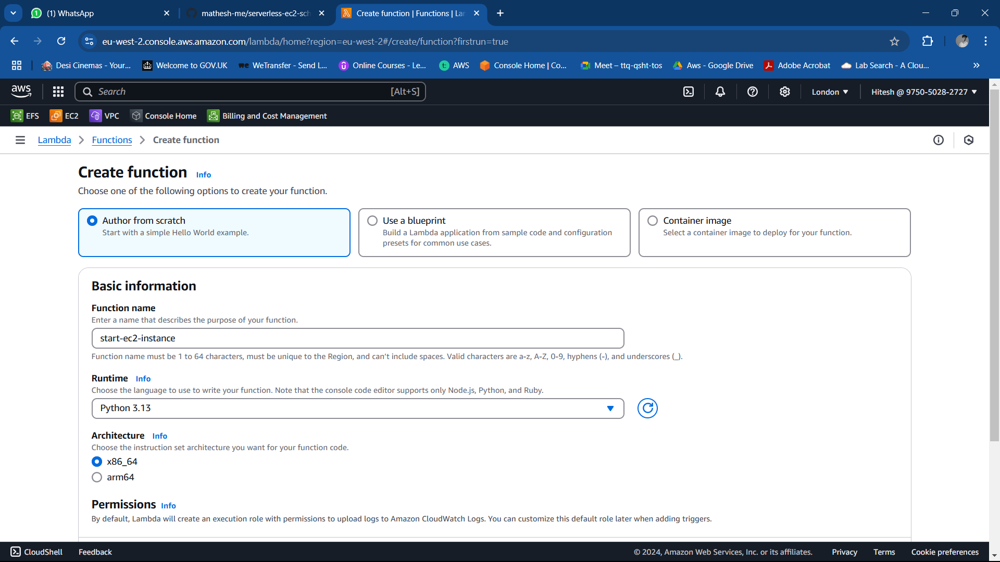 (1) WhatsApp
mathesh-me/serverless-ec2-sch
Create function | Functions | Lar
eu-west-2.console.aws.amazon.com/lambda/home?region=eu-west-2#/create/function?firstrun=true
Desi Cinemas - Your...
Welcome to GOV.UK
we WeTransfer - Send L...
Online Courses - Le...
t: AWS
Console Home | Co...
Meet – ttq-qsht-tos
Aws - Google Drive
Adobe Acrobat
Lab Search - A Clou...
aws
Search
[Alt+S]
London
Hitesh @ 9750-5028-2727
EFS
EC2
VPC
Console Home
Billing and Cost Management
Lambda
Functions
Create function
Create function Info
Choose one of the following options to create your function.
Author from scratch
Start with a simple Hello World example.
Use a blueprint
Build a Lambda application from sample code and configuration
presets for common use cases.
Container image
Select a container image to deploy for your function.
Basic information
Function name
Enter a name that describes the purpose of your function.
start-ec2-instance
Function name must be 1 to 64 characters, must be unique to the Region, and can't include spaces. Valid characters are a-z, A-Z, 0-9, hyphens (-), and underscores (_).
Runtime Info
Choose the language to use to write your function. Note that the console code editor supports only Node.js, Python, and Ruby.
Python 3.13
Architecture Info
Choose the instruction set architecture you want for your function code.
x86_64
arm64
Permissions Info
By default, Lambda will create an execution role with permissions to upload logs to Amazon CloudWatch Logs. You can customize this default role later when adding triggers.
CloudShell
Feedback
© 2024, Amazon Web Services, Inc. or its affiliates.
Privacy
Terms
Cookie preferences